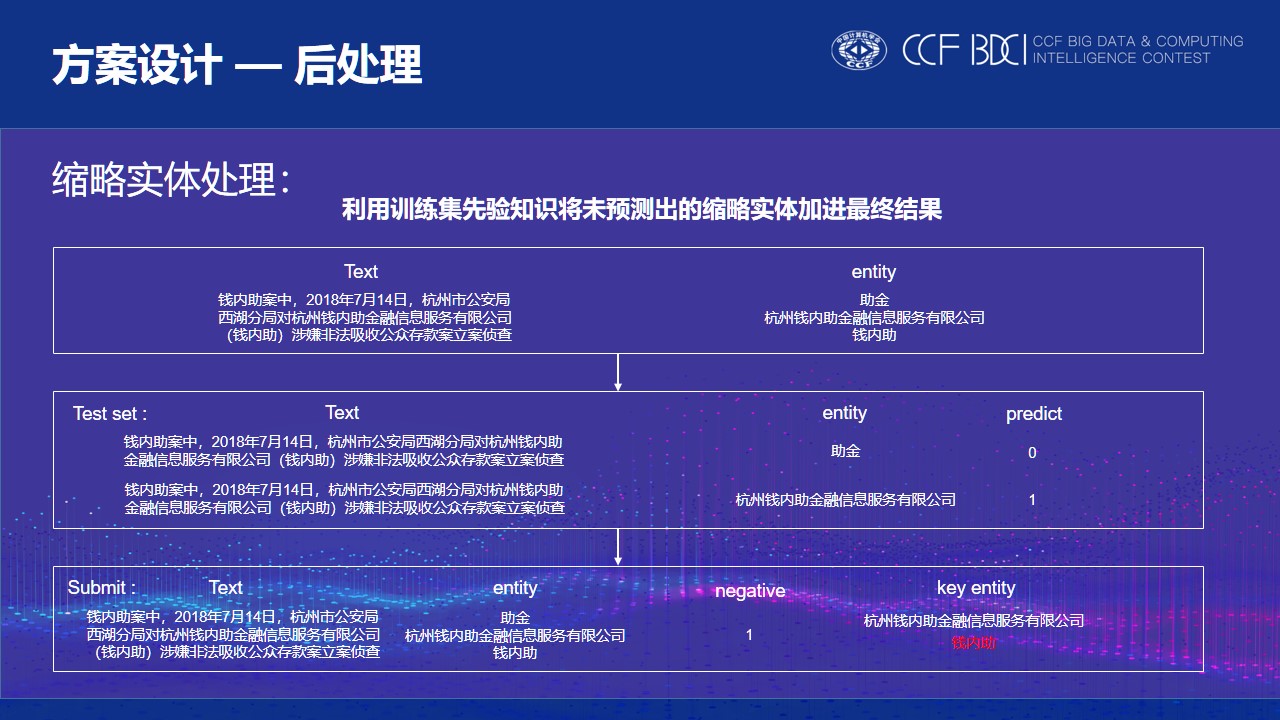 方案设计 — 后处理
CCF BDCI
CCF BIG DATA & COMPUTING
INTELLIGENCE CONTEST
中国计算机学会
CCF
缩略实体处理：
利用训练集先验知识将未预测出的缩略实体加进最终结果
Text
entity
钱内助案中，2018年7月14日，杭州市公安局
西湖分局对杭州钱内助金融信息服务有限公司
（钱内助）涉嫌非法吸收公众存款案立案侦查
助金
杭州钱内助金融信息服务有限公司
钱内助
Test set :
Text
entity
predict
钱内助案中，2018年7月14日，杭州市公安局西湖分局对杭州钱内助
金融信息服务有限公司（钱内助）涉嫌非法吸收公众存款案立案侦查
助金
0
钱内助案中，2018年7月14日，杭州市公安局西湖分局对杭州钱内助
金融信息服务有限公司（钱内助）涉嫌非法吸收公众存款案立案侦查
杭州钱内助金融信息服务有限公司
1
Submit :
Text
entity
negative
key entity
钱内助案中，2018年7月14日，杭州市公安局
西湖分局对杭州钱内助金融信息服务有限公司
（钱内助）涉嫌非法吸收公众存款案立案侦查
助金
杭州钱内助金融信息服务有限公司
钱内助
1
杭州钱内助金融信息服务有限公司
钱内助